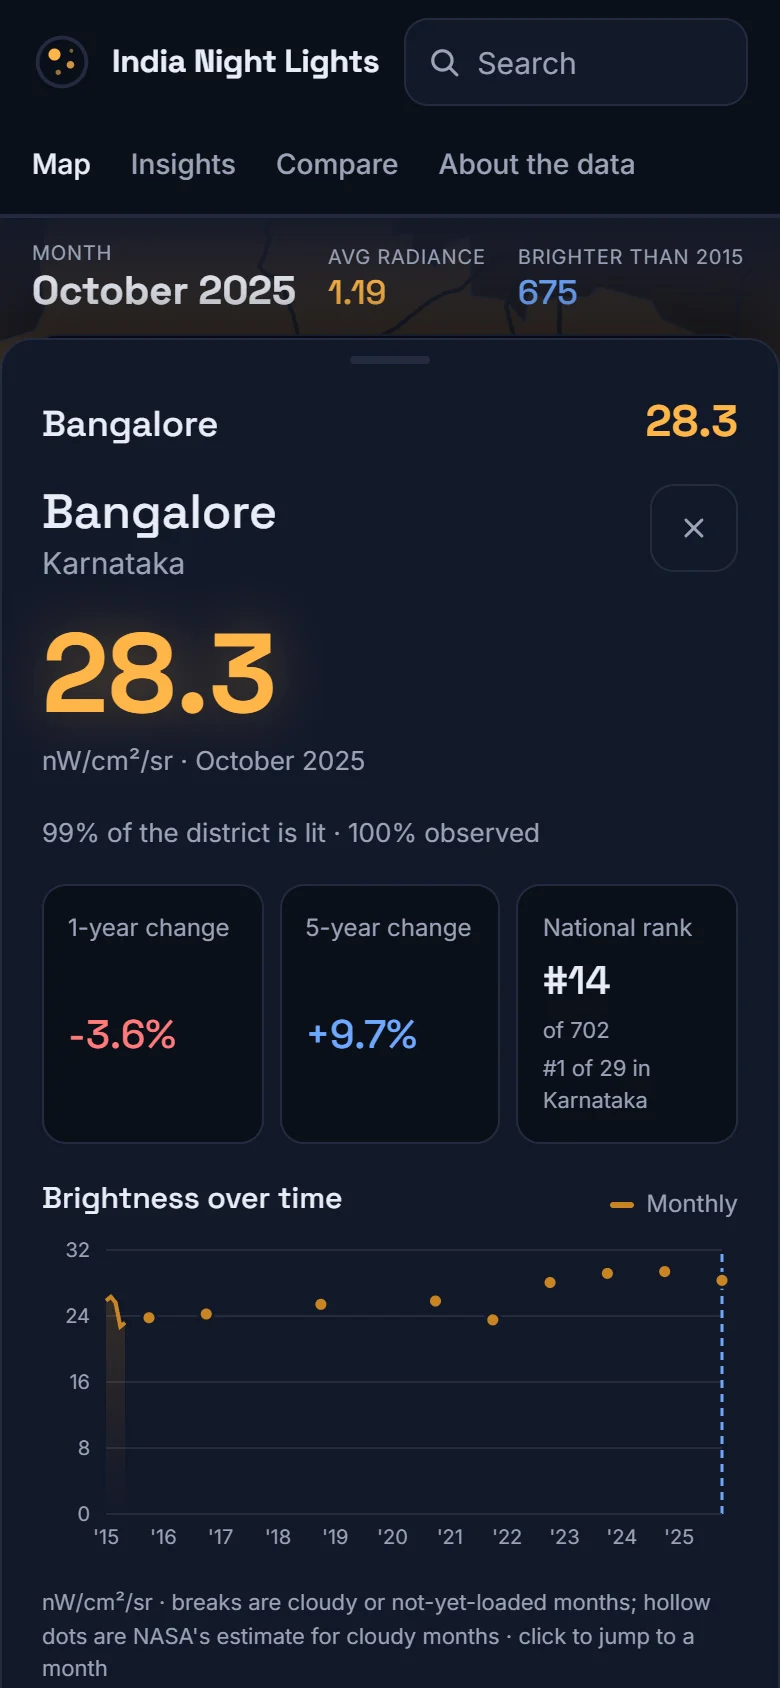 India Night Lights
Search
Map Insights Compare About the data
MONTH
October 2025
AVG RADIANCE
1.19
BRIGHTER THAN 2015
675
Bangalore 28.3
Bangalore
Karnataka
28.3
nW/cm²/sr · October 2025
99% of the district is lit · 100% observed
1-year change
-3.6%
5-year change
+9.7%
National rank
#14
of 702
#1 of 29 in
Karnataka
Brightness over time
Monthly
32
24
16
8
0
'15 '16 '17 '18 '19 '20 '21 '22 '23 '24 '25
nW/cm²/sr · breaks are cloudy or not-yet-loaded months; hollow
dots are NASA's estimate for cloudy months · click to jump to a
month